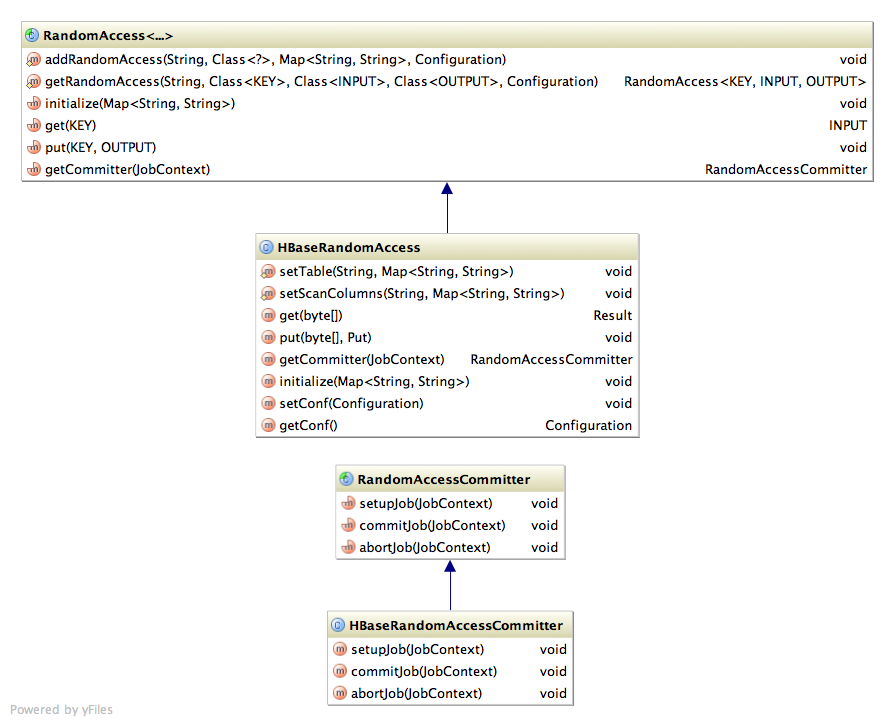 RandomAccess<...>
addRandomAccess(String, Class<?>, Map<String, String>, Configuration) void
getRandomAccess(String, Class<KEY>, Class<INPUT>, Class<OUTPUT>, Configuration) RandomAccess<KEY, INPUT, OUTPUT>
initialize(Map<String, String>) void
get(KEY) INPUT
put(KEY, OUTPUT) void
getCommitter(JobContext) RandomAccessCommitter
HBaseRandomAccess
setTable(String, Map<String, String>) void
setScanColumns(String, Map<String, String>) void
get(byte[]) Result
put(byte[], Put) void
getCommitter(JobContext) RandomAccessCommitter
initialize(Map<String, String>) void
setConf(Configuration) void
getConf() Configuration
RandomAccessCommitter
setupJob(JobContext) void
commitJob(JobContext) void
abortJob(JobContext) void
HBaseRandomAccessCommitter
setupJob(JobContext) void
commitJob(JobContext) void
abortJob(JobContext) void
Powered by yFiles